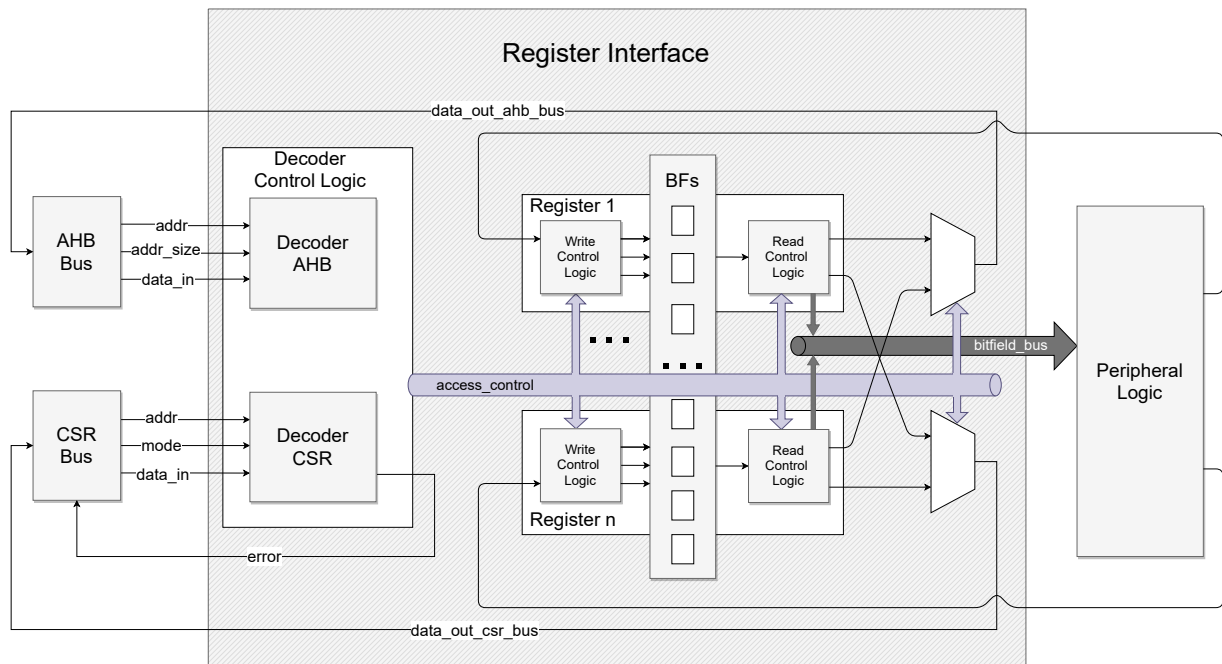 Register Interface
data_out_ahb_bus
Decoder
Control Logic
BFs
Register 1
AHB
Bus
addr
addr_size
data_in
Decoder
AHB
Write
Control
Logic
Read
Control
Logic
. . .
bitfield_bus
. . .
access_control
Peripheral
Logic
CSR
Bus
addr
mode
data_in
Decoder
CSR
Write
Control
Logic
Read
Control
Logic
Register n
error
data_out_csr_bus